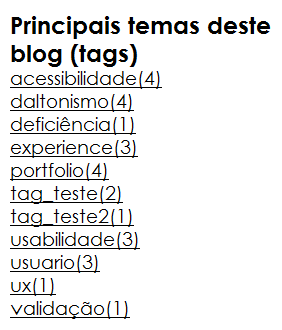 Principais temas deste
blog (tags)
acessibilidade(4)
daltonismo(4)
deficiência(1)
experience(3)
portfolio(4)
tag_teste(2)
tag_teste2(1)
usabilidade(3)
usuario(3)
ux(1)
validação(1)